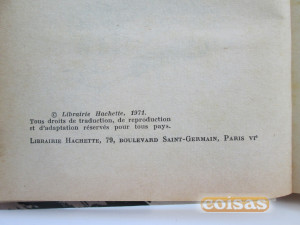 © Librairie Hachette, 1972.
Tous droits de traduction, de reproduction
et d'adaptation réservés pour tous pays.
LIBRAIRIE HACHETTE, 79, BOULEVARD SAINT-GERMAIN, PARIS VIᵉ
coisas